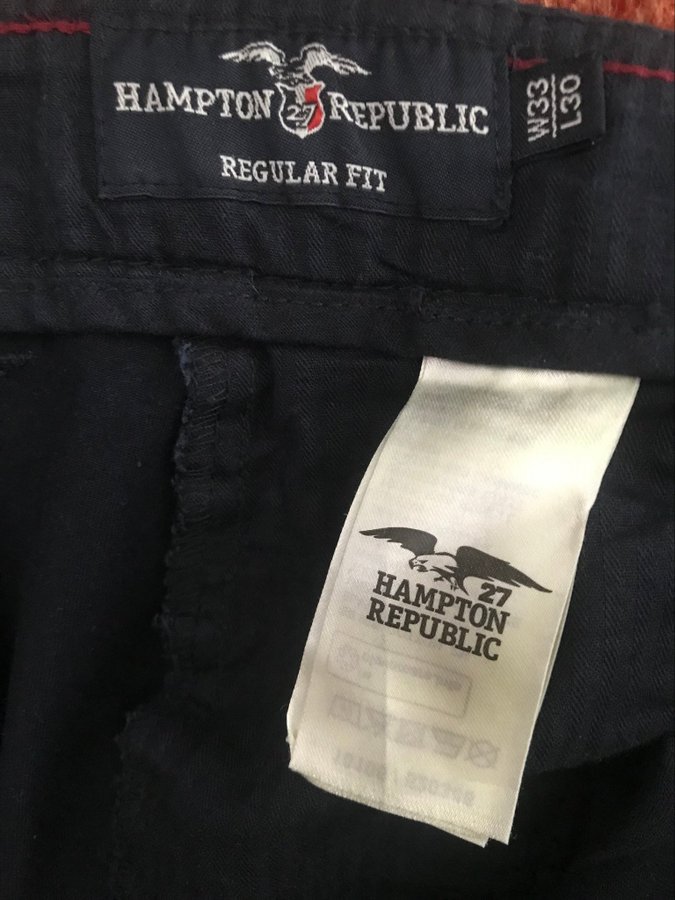 HAMPTON 27 REPUBLIC
REGULAR FIT
W33
L30
27
HAMPTON
REPUBLIC